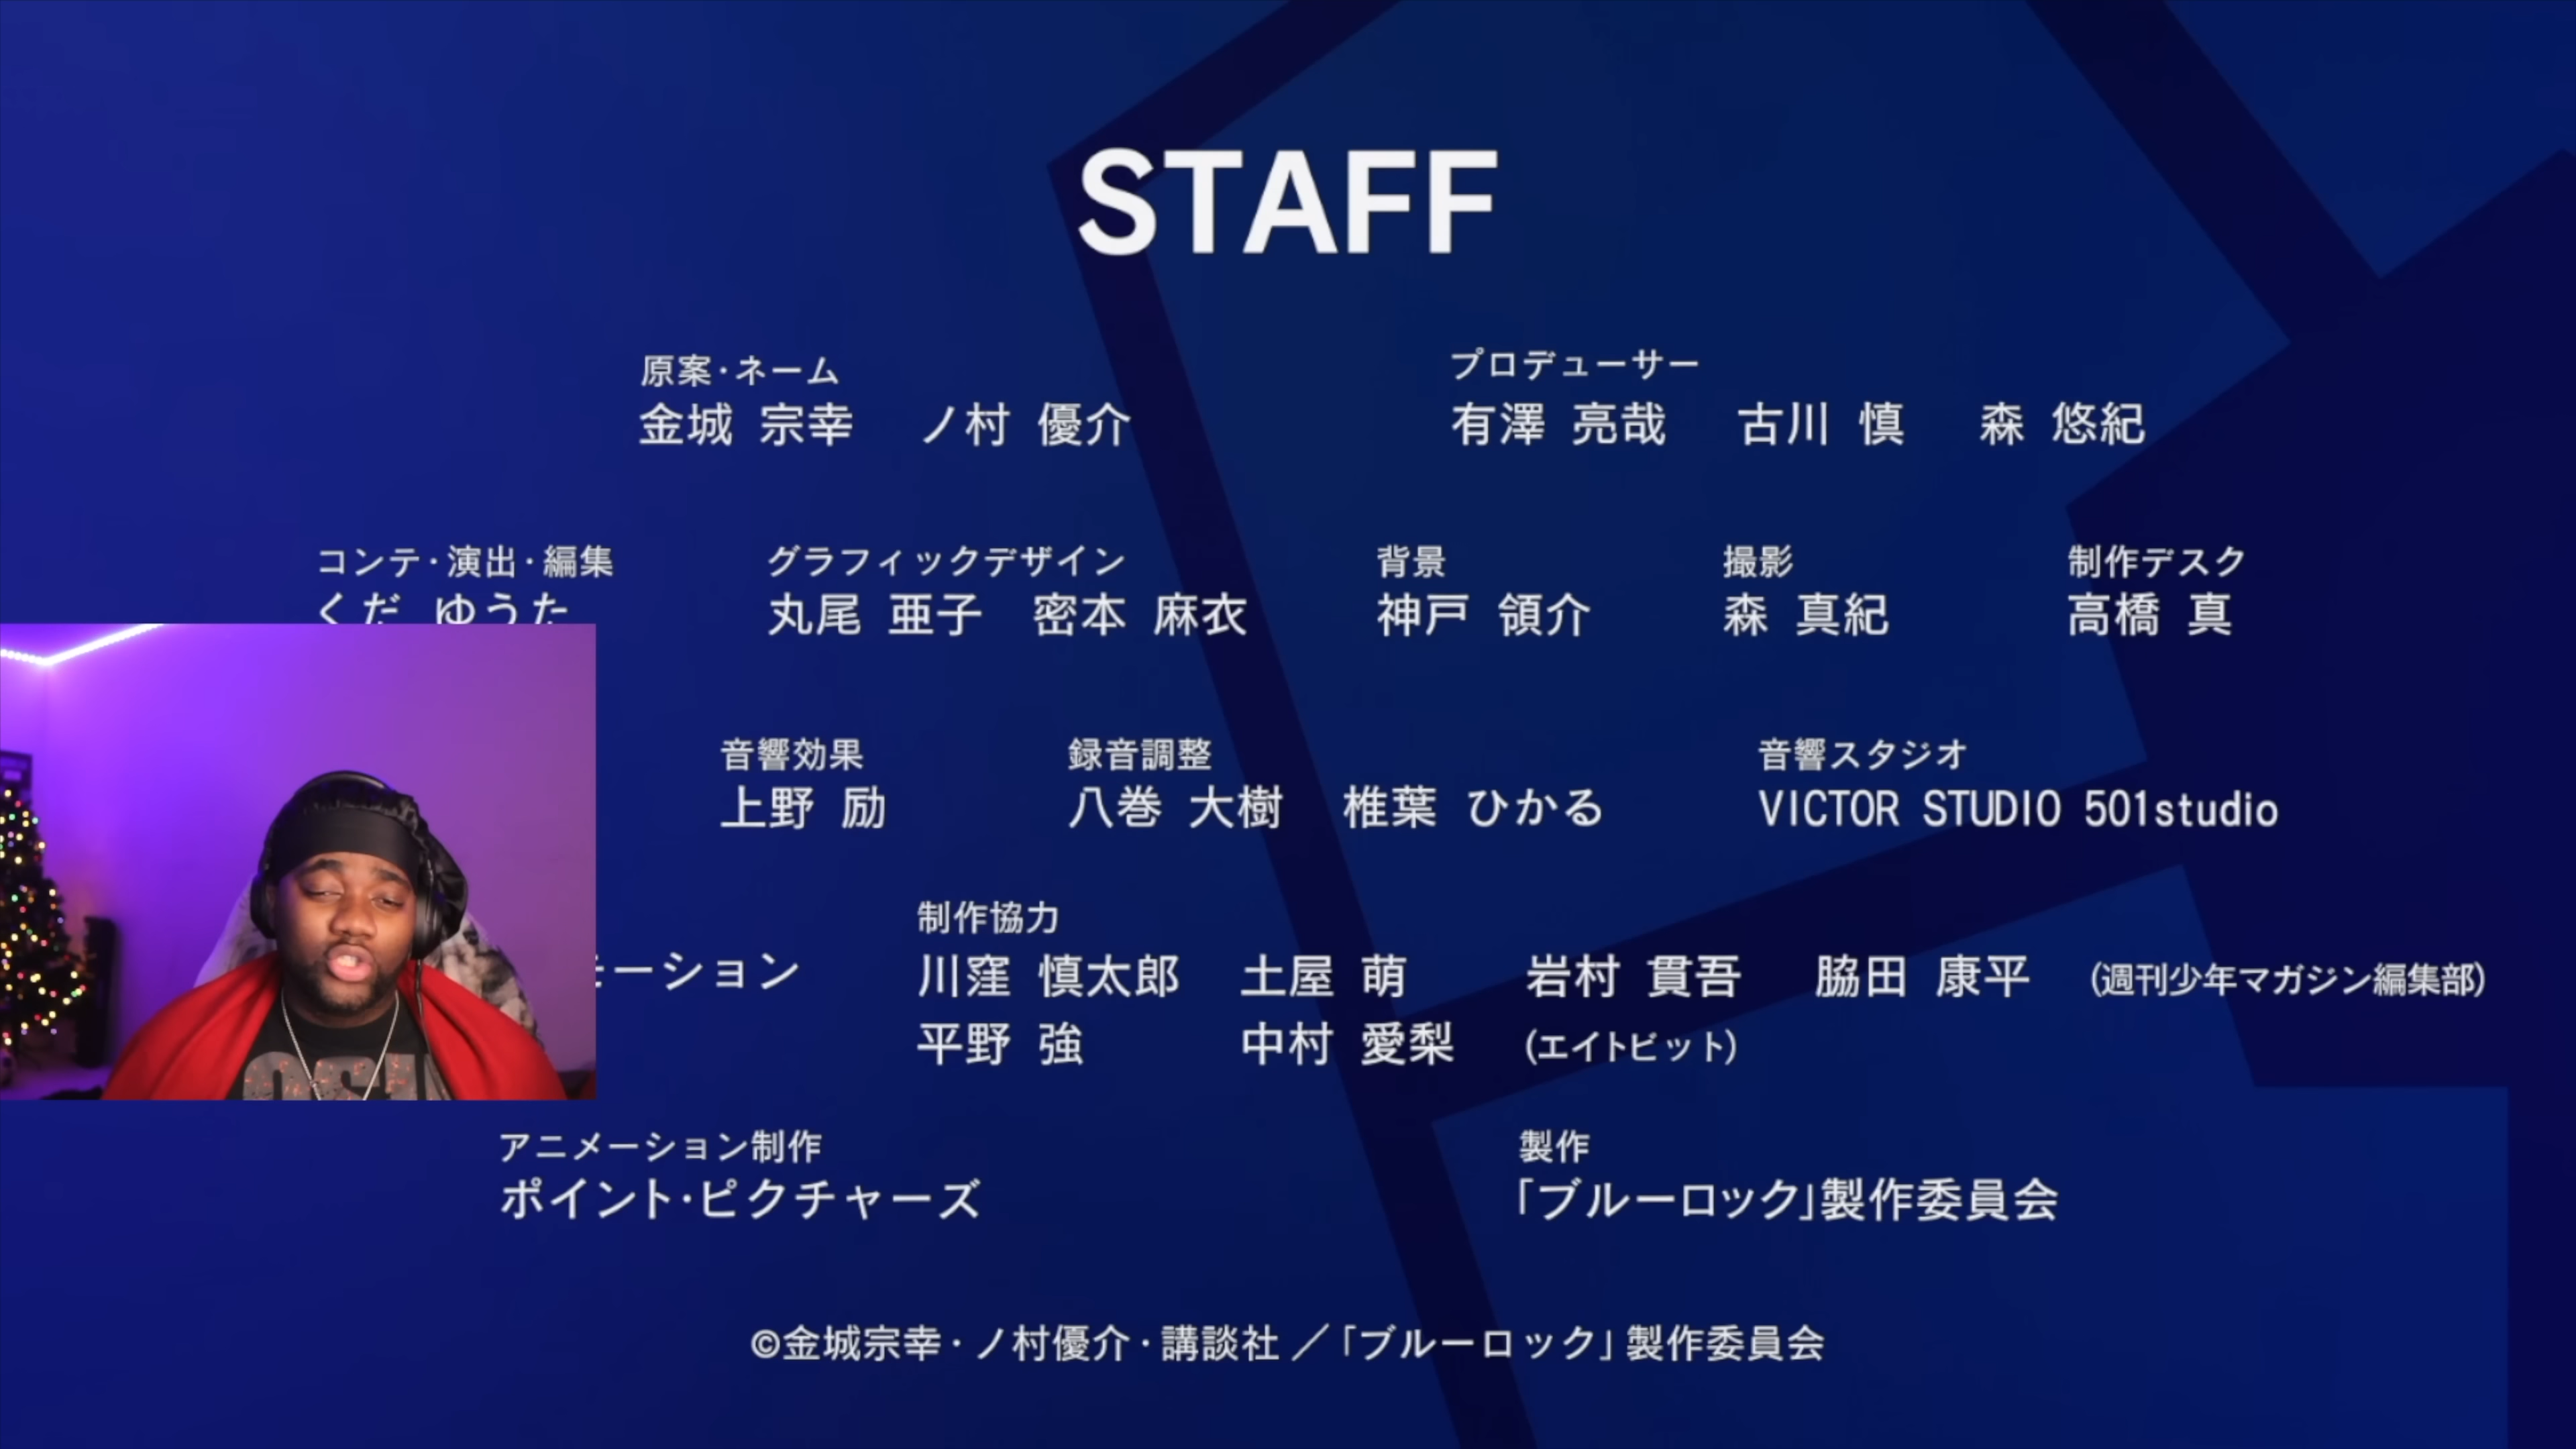 STAFF
原案・ネーム
金城 宗幸 ノ村 優介
プロデューサー
有澤 亮哉 古川 慎 森 悠紀
コンテ・演出・編集
くだ ゆうた
グラフィックデザイン
丸尾 亜子 密本 麻衣
背景
神戸 領介
撮影
森 真紀
制作デスク
高橋 真
音響効果
上野 励
録音調整
八巻 大樹 椎葉 ひかる
音響スタジオ
VICTOR STUDIO 501studio
ーション
制作協力
川窪 慎太郎 土屋 萌 岩村 貫吾 脇田 康平 (週刊少年マガジン編集部)
平野 強 中村 愛梨 (エイトビット)
アニメーション制作
ポイント・ピクチャーズ
製作
「ブルーロック」製作委員会
©金城宗幸・ノ村優介・講談社／「ブルーロック」製作委員会